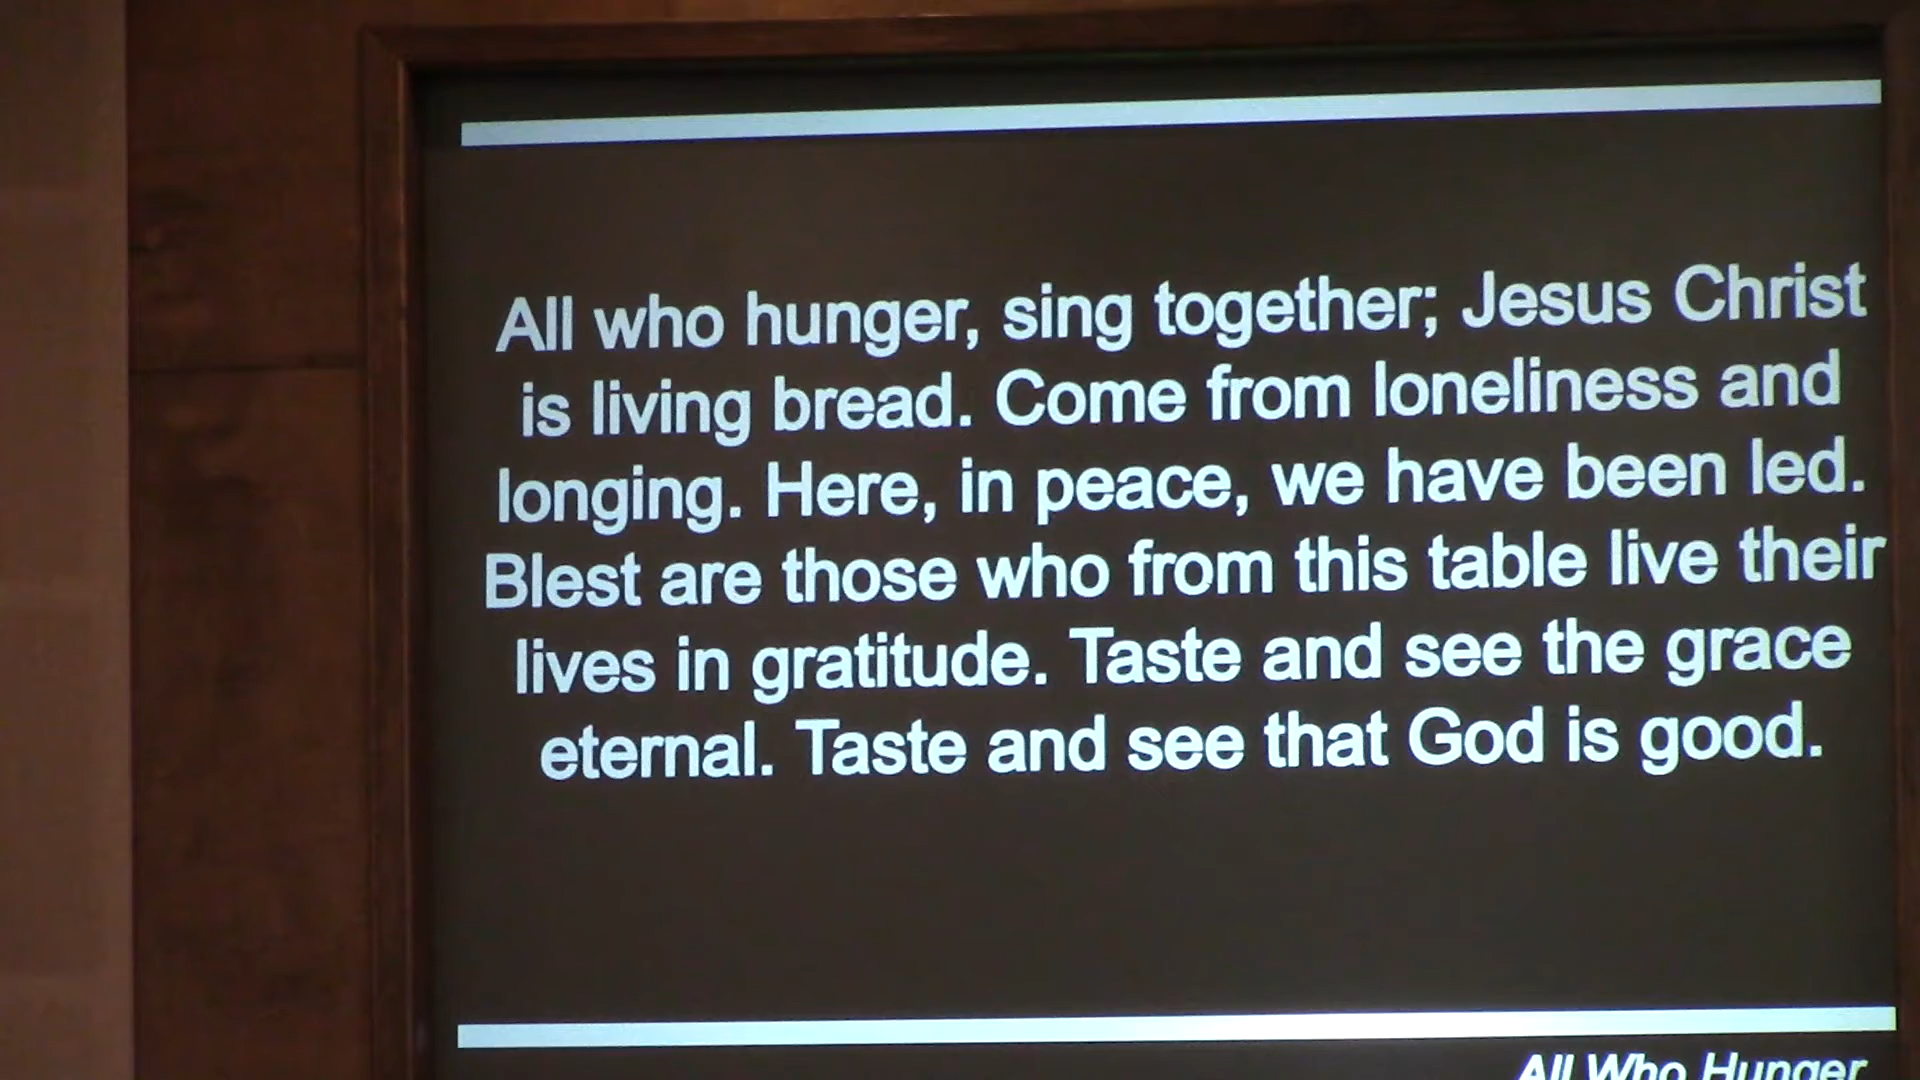 All who hunger, sing together; Jesus Christ
is living bread. Come from loneliness and
longing. Here, in peace, we have been led.
Blest are those who from this table live their
lives in gratitude. Taste and see the grace
eternal. Taste and see that God is good.
All Who Hunger